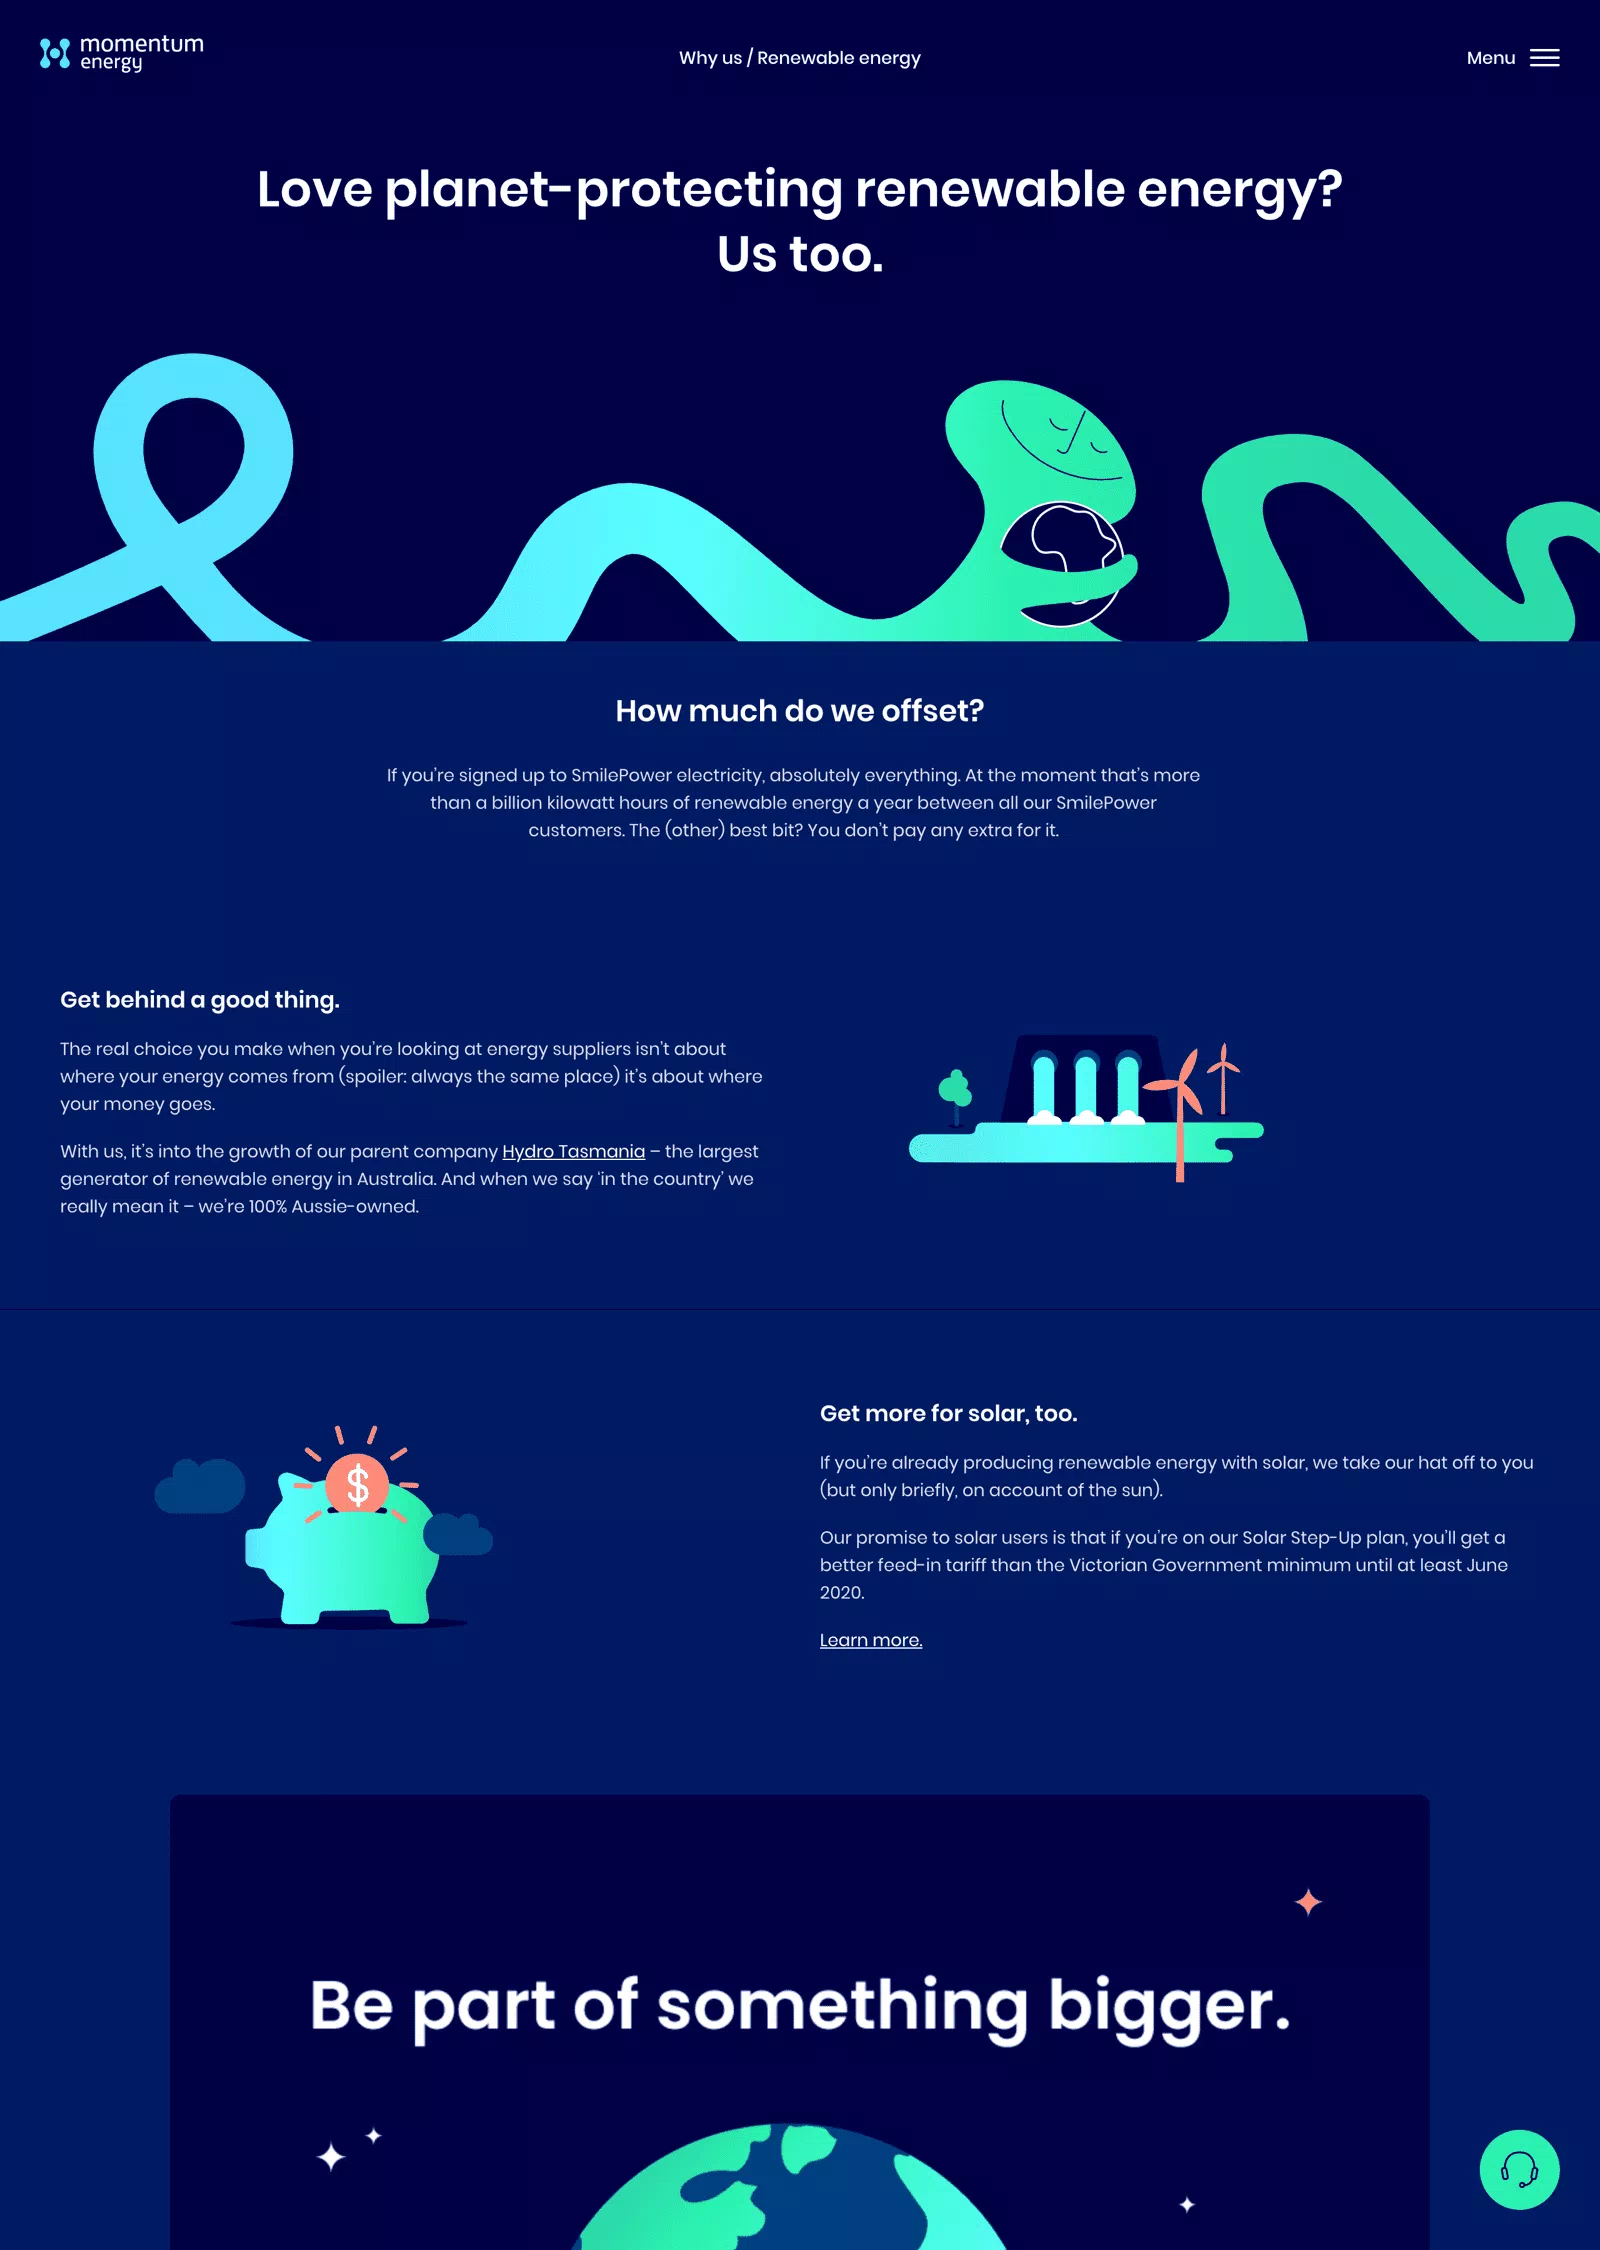 momentum
energy
Why us / Renewable energy
Menu
Love planet-protecting renewable energy?
Us too.
How much do we offset?
If you’re signed up to SmilePower electricity, absolutely everything. At the moment that’s more
than a billion kilowatt hours of renewable energy a year between all our SmilePower
customers. The (other) best bit? You don’t pay any extra for it.
Get behind a good thing.
The real choice you make when you’re looking at energy suppliers isn’t about
where your energy comes from (spoiler: always the same place) it’s about where
your money goes.
With us, it’s into the growth of our parent company Hydro Tasmania – the largest
generator of renewable energy in Australia. And when we say ‘in the country’ we
really mean it – we’re 100% Aussie-owned.
$
Get more for solar, too.
If you’re already producing renewable energy with solar, we take our hat off to you
(but only briefly, on account of the sun).
Our promise to solar users is that if you’re on our Solar Step-Up plan, you’ll get a
better feed-in tariff than the Victorian Government minimum until at least June
2020.
Learn more.
Be part of something bigger.